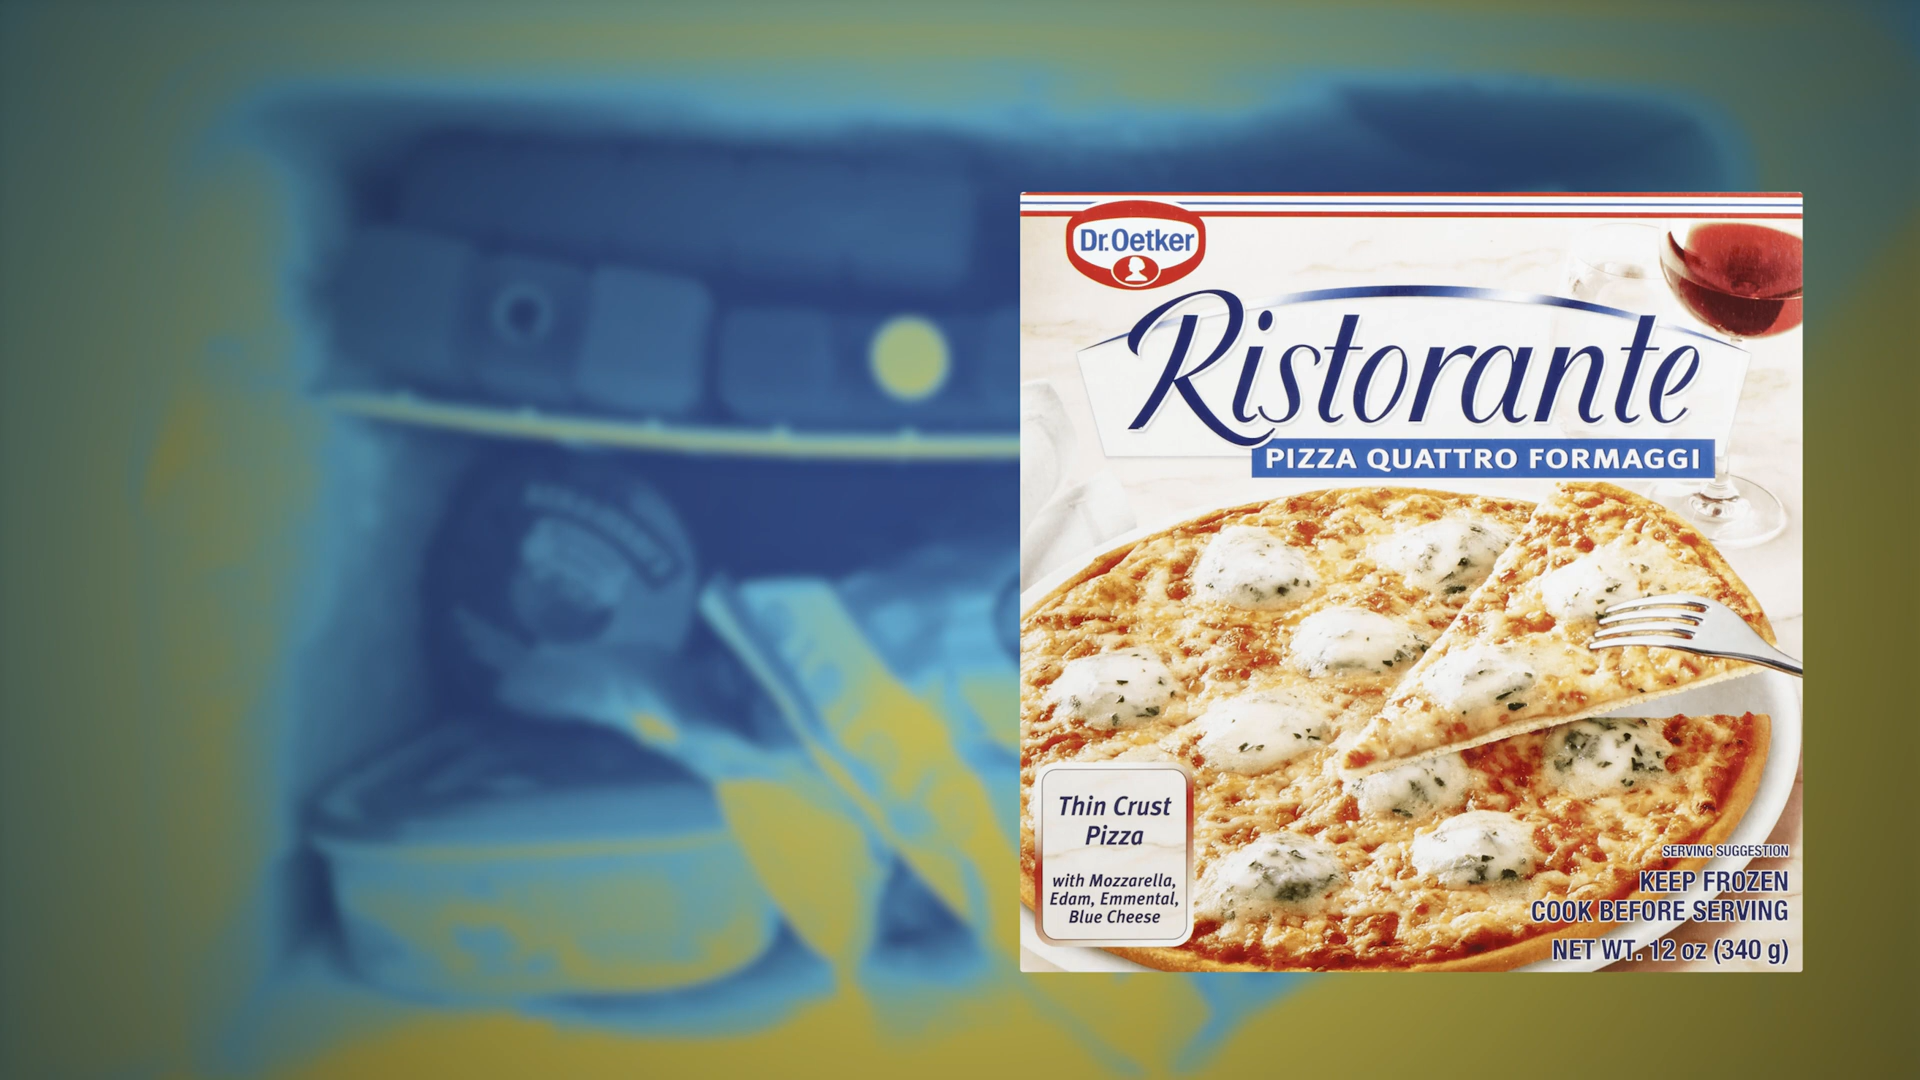 Dr. Oetker
Ristorante
PIZZA QUATTRO FORMAGGI
Thin Crust
Pizza
with Mozzarella,
Edam, Emmental,
Blue Cheese
SERVING SUGGESTION
KEEP FROZEN
COOK BEFORE SERVING
NET WT. 12 oz (340 g)